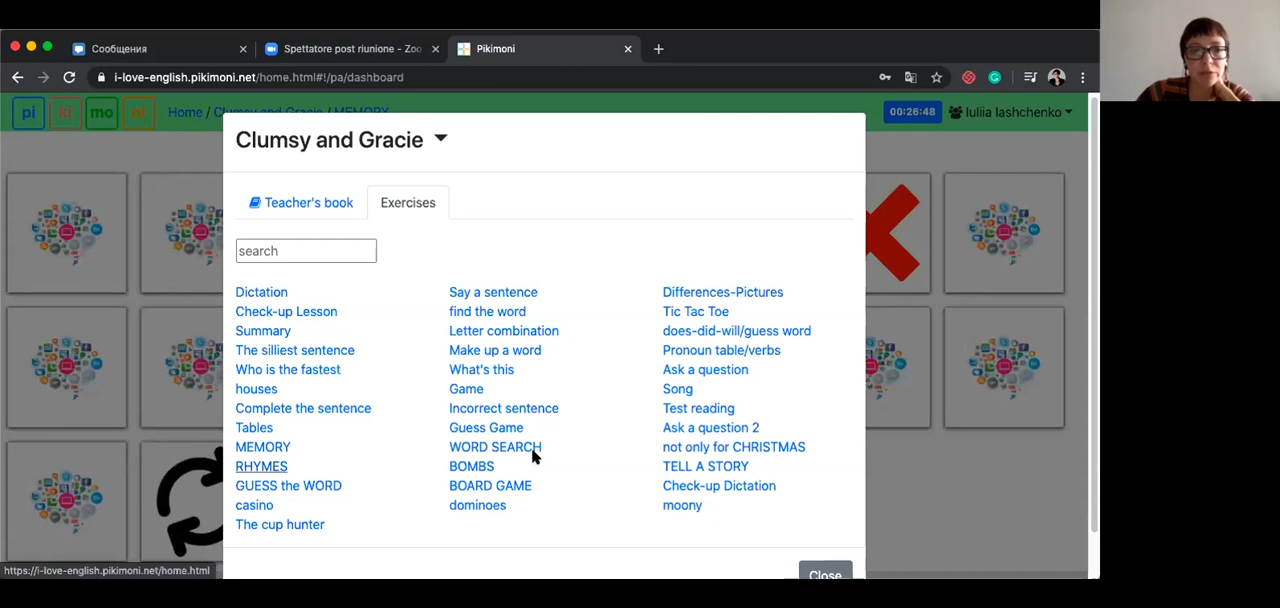 Сообщения
Spettatore post riunione - Zoo
Pikimoni
i-love-english.pikimoni.net/home.html#!/pa/dashboard
pi ki mo ni
Home / Clumsy and Gracie / MEMORY
00:26:48
Iuliia Iashchenko
Clumsy and Gracie
Teacher's book
Exercises
search
Dictation
Say a sentence
Differences-Pictures
Check-up Lesson
find the word
Tic Tac Toe
Summary
Letter combination
does-did-will/guess word
The silliest sentence
Make up a word
Pronoun table/verbs
Who is the fastest
What's this
Ask a question
houses
Game
Song
Complete the sentence
Incorrect sentence
Test reading
Tables
Guess Game
Ask a question 2
MEMORY
WORD SEARCH
not only for CHRISTMAS
RHYMES
BOMBS
TELL A STORY
GUESS the WORD
BOARD GAME
Check-up Dictation
casino
dominoes
moony
The cup hunter
Close
https://i-love-english.pikimoni.net/home.html